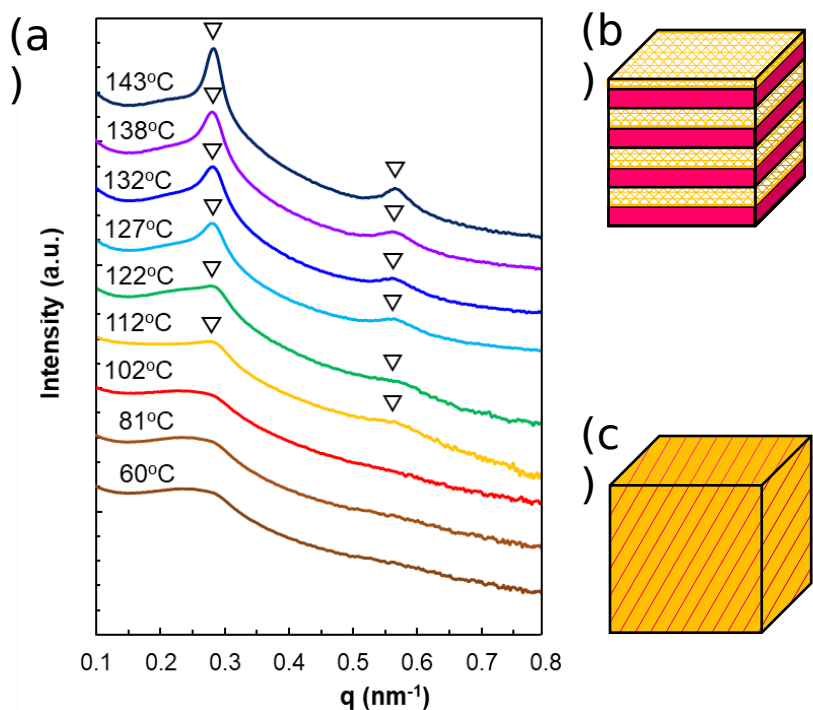 (a
)
143°C
138°C
132°C
127°C
122°C
112°C
102°C
81°C
60°C
Intensity (a.u.)
0.1 0.2 0.3 0.4 0.5 0.6 0.7 0.8
q (nm⁻¹)
(b
)
(c
)